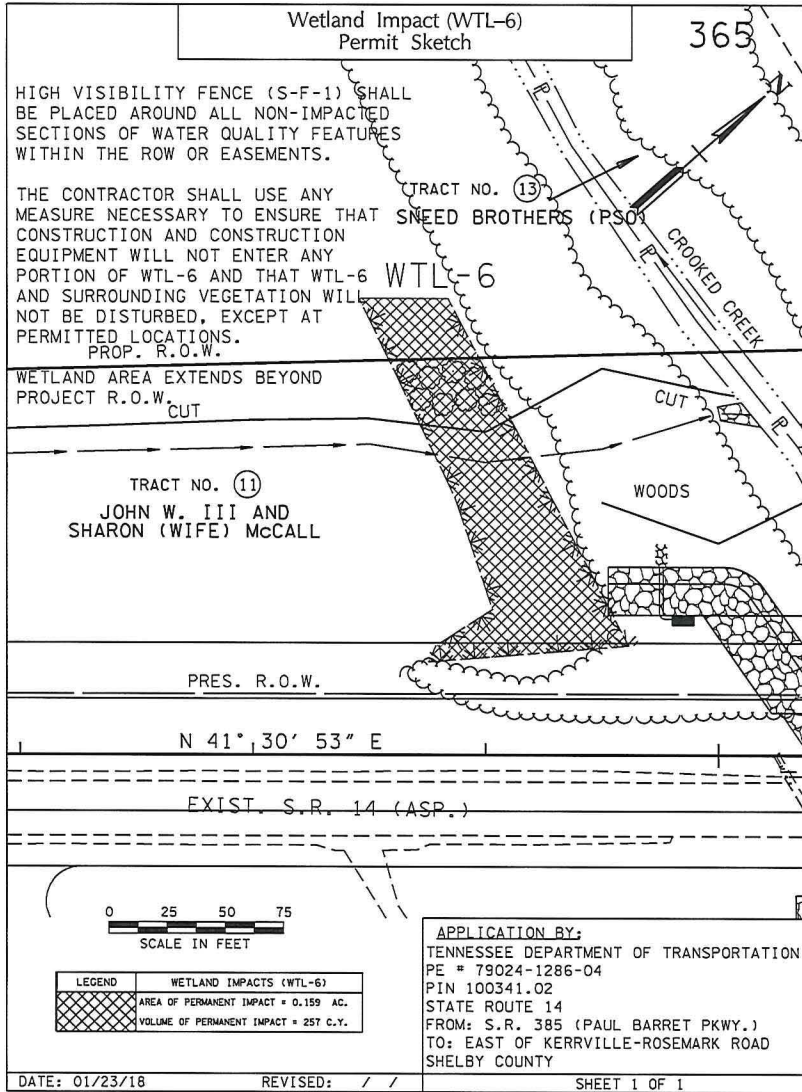 Wetland Impact (WTL-6)
Permit Sketch
365
HIGH VISIBILITY FENCE (S-F-1) SHALL
BE PLACED AROUND ALL NON-IMPACTED
SECTIONS OF WATER QUALITY FEATURES
WITHIN THE ROW OR EASEMENTS.
THE CONTRACTOR SHALL USE ANY
MEASURE NECESSARY TO ENSURE THAT
CONSTRUCTION AND CONSTRUCTION
EQUIPMENT WILL NOT ENTER ANY
PORTION OF WTL-6 AND THAT WTL-6
AND SURROUNDING VEGETATION WILL
NOT BE DISTURBED, EXCEPT AT
PERMITTED LOCATIONS.
N
TRACT NO. 13
SNEED BROTHERS (PSO)
WTL-6
CROOKED CREEK
PROP. R.O.W.
WETLAND AREA EXTENDS BEYOND
PROJECT R.O.W.
CUT
CUT
TRACT NO. 11
JOHN W. III AND
SHARON (WIFE) McCALL
WOODS
PRES. R.O.W.
N 41° 30' 53" E
EXIST. S.R. 14 (ASP.)
0 25 50 75
SCALE IN FEET
LEGEND WETLAND IMPACTS (WTL-6)
AREA OF PERMANENT IMPACT = 0.159 AC.
VOLUME OF PERMANENT IMPACT = 257 C.Y.
APPLICATION BY:
TENNESSEE DEPARTMENT OF TRANSPORTATION
PE # 79024-1286-04
PIN 100341.02
STATE ROUTE 14
FROM: S.R. 385 (PAUL BARRET PKWY.)
TO: EAST OF KERRVILLE-ROSEMARK ROAD
SHELBY COUNTY
DATE: 01/23/18 REVISED: / / SHEET 1 OF 1